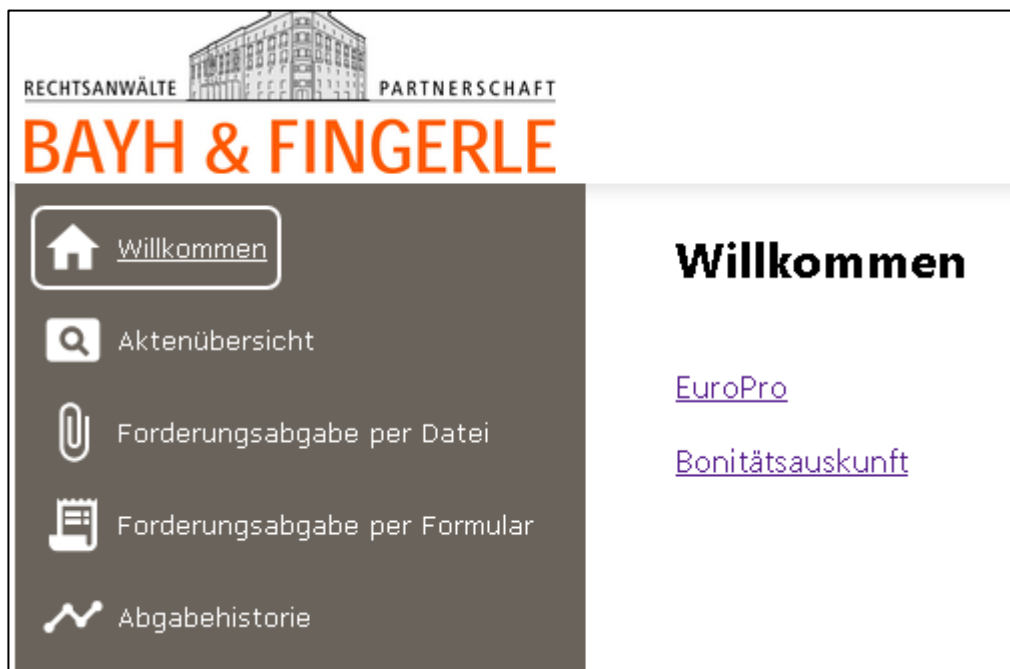 RECHTSANWÄLTE PARTNERSCHAFT
BAYH & FINGERLE
Willkommen
Aktenübersicht
Forderungsabgabe per Datei
Forderungsabgabe per Formular
Abgabehistorie
Willkommen
EuroPro
Bonitätsauskunft